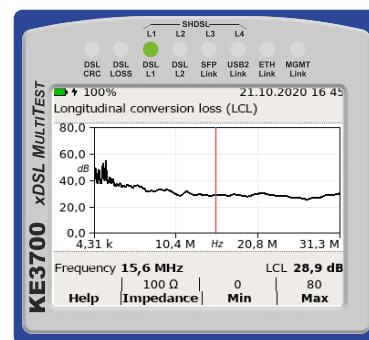 SHDSL
L1 L2 L3 L4
DSL DSL DSL DSL SFP USB2 ETH MGMT
CRC LOSS L1 L2 Link Link Link Link
100% 21.10.2020 16 45
Longitudinal conversion loss (LCL)
80,0
60,0
dB
40,0
20,0
0,0
4,31 k 10,4 M Hz 20,8 M 31,3 M
Frequency 15,6 MHz LCL 28,9 dB
100 Ω 0 80
Help Impedance Min Max
KE3700 xDSL MULTITEST